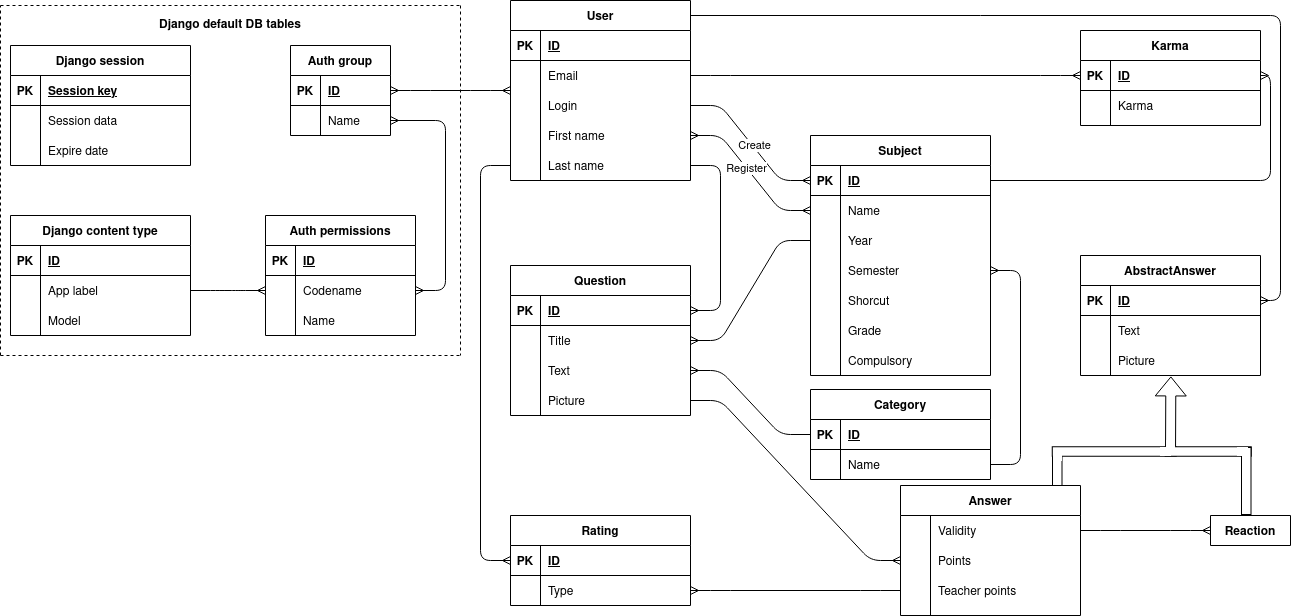 Django default DB tables
Django session
PK Session key
Session data
Expire date
Auth group
PK ID
Name
Django content type
PK ID
App label
Model
Auth permissions
PK ID
Codename
Name
User
PK ID
Email
Login
First name
Last name
Create
Register
Karma
PK ID
Karma
Subject
PK ID
Name
Year
Semester
Shorcut
Grade
Compulsory
Question
PK ID
Title
Text
Picture
AbstractAnswer
PK ID
Text
Picture
Category
PK ID
Name
Rating
PK ID
Type
Answer
Validity
Points
Teacher points
Reaction